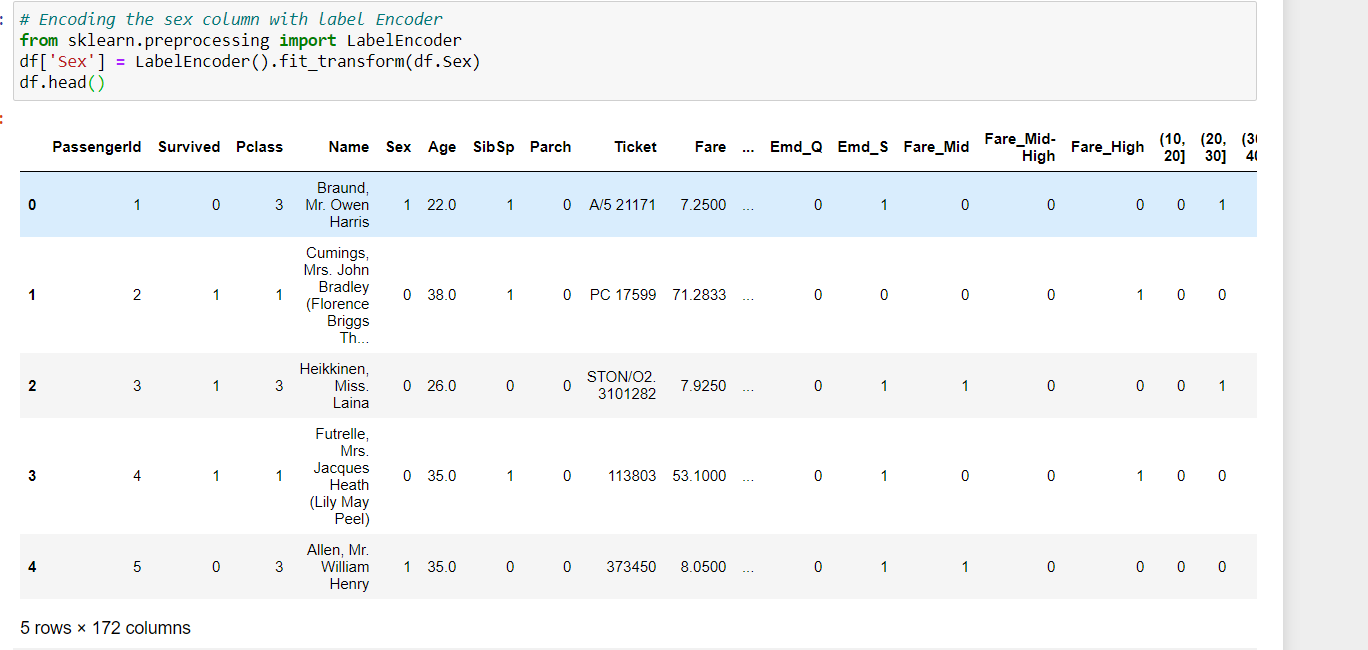 # Encoding the sex column with label Encoder
from sklearn.preprocessing import LabelEncoder
df['Sex'] = LabelEncoder().fit_transform(df.Sex)
df.head()
PassengerId Survived Pclass Name Sex Age SibSp Parch Ticket Fare ... Emd_Q Emd_S Fare_Mid Fare_Mid-High Fare_High (10, 20] (20, 30]
0 1 0 3 Braund, Mr. Owen Harris 1 22.0 1 0 A/5 21171 7.2500 ... 0 1 0 0 0 0 1
1 2 1 1 Cumings, Mrs. John Bradley (Florence Briggs Th... 0 38.0 1 0 PC 17599 71.2833 ... 0 0 0 0 1 0 0
2 3 1 3 Heikkinen, Miss. Laina 0 26.0 0 0 STON/O2. 3101282 7.9250 ... 0 1 1 0 0 0 1
3 4 1 1 Futrelle, Mrs. Jacques Heath (Lily May Peel) 0 35.0 1 0 113803 53.1000 ... 0 1 0 0 1 0 0
4 5 0 3 Allen, Mr. William Henry 1 35.0 0 0 373450 8.0500 ... 0 1 1 0 0 0 0
5 rows × 172 columns